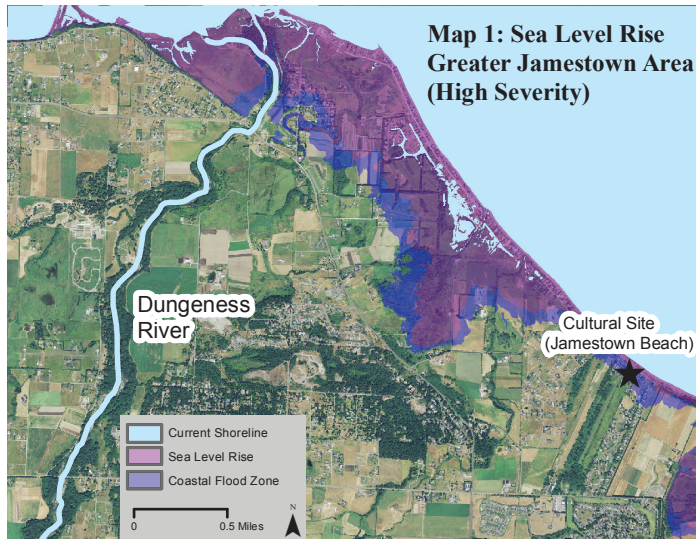 Map 1: Sea Level Rise
Greater Jamestown Area
(High Severity)
Dungeness
River
Cultural Site
(Jamestown Beach)
Current Shoreline
Sea Level Rise
Coastal Flood Zone
N
0 0.5 Miles